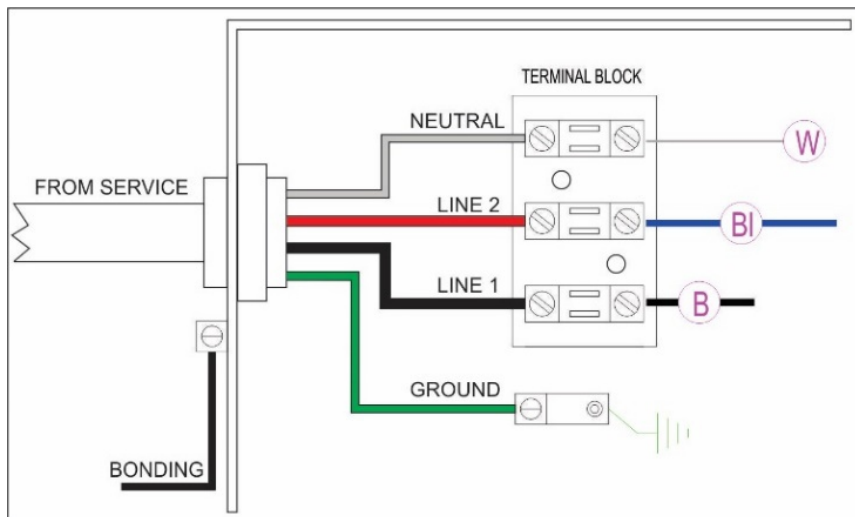 TERMINAL BLOCK
NEUTRAL
W
FROM SERVICE
LINE 2
Bl
LINE 1
B
GROUND
BONDING